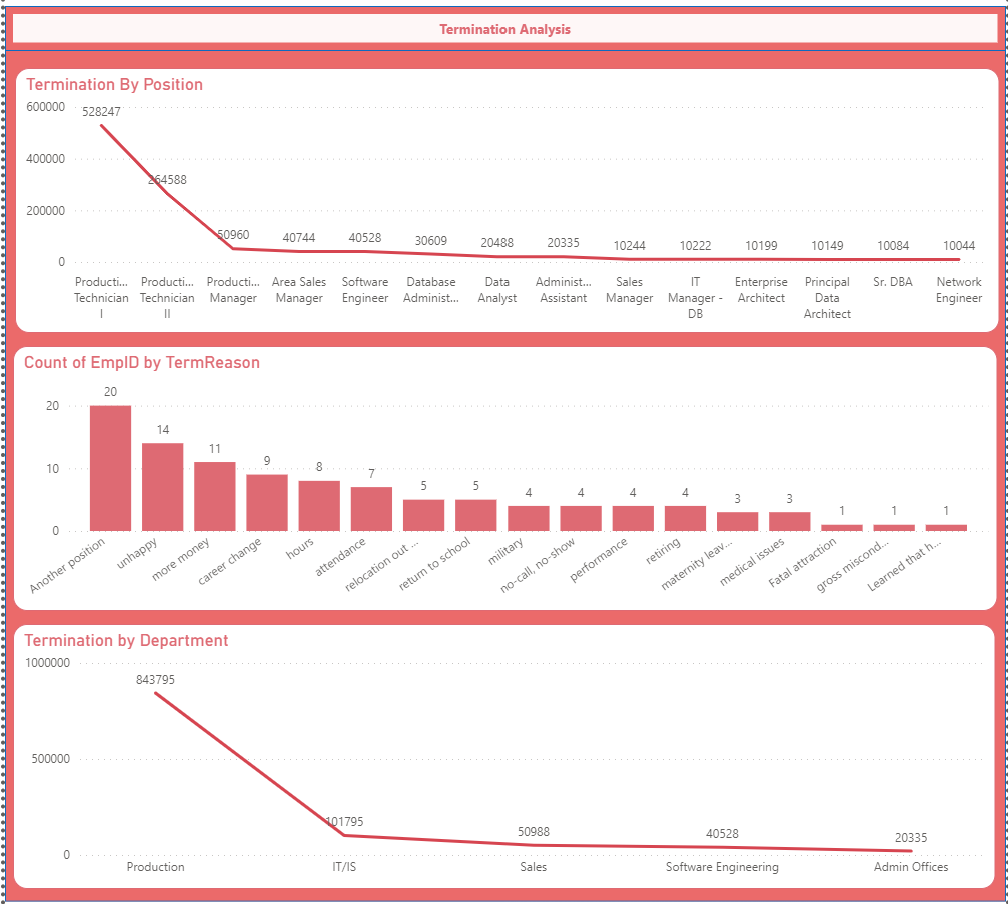 Termination Analysis
Termination By Position
600000
400000
200000
0
528247
264588
50960
40744
40528
30609
20488
20335
10244
10222
10199
10149
10084
10044
Producti... Technician I
Producti... Technician II
Producti... Manager
Area Sales Manager
Software Engineer
Database Administ...
Data Analyst
Administ... Assistant
Sales Manager
IT Manager - DB
Enterprise Architect
Principal Data Architect
Sr. DBA
Network Engineer
Count of EmpID by TermReason
20
10
0
20
14
11
9
8
7
5
5
4
4
4
4
3
3
1
1
1
Another position
unhappy
more money
career change
hours
attendance
relocation out ...
return to school
military
no-call, no-show
performance
retiring
maternity leav...
medical issues
Fatal attraction
gross miscond...
Learned that h...
Termination by Department
1000000
500000
0
843795
101795
50988
40528
20335
Production
IT/IS
Sales
Software Engineering
Admin Offices